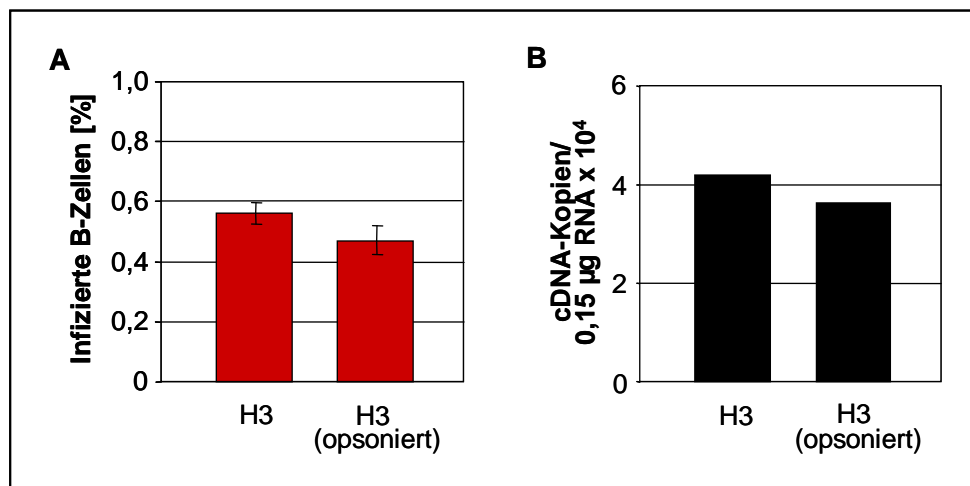 A
Infizierte B-Zellen [%]
1,0
0,8
0,6
0,4
0,2
0
H3
H3
(opsoniert)
B
cDNA-Kopien/
0,15 µg RNA x 10⁴
6
4
2
0
H3
H3
(opsoniert)